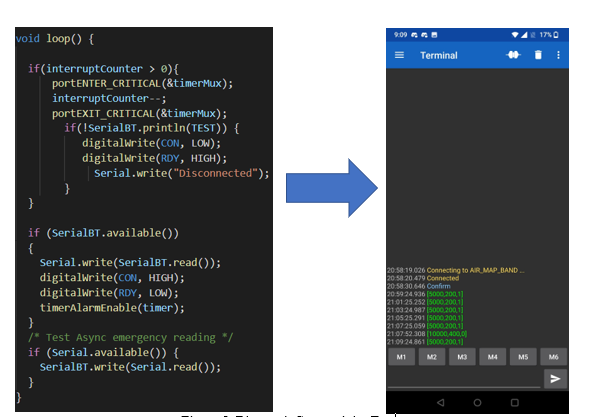 void loop() {
if(interruptCounter > 0){
portENTER_CRITICAL(&timerMux);
interruptCounter--;
portEXIT_CRITICAL(&timerMux);
if(!SerialBT.println(TEST)) {
digitalWrite(CON, LOW);
digitalWrite(RDY, HIGH);
Serial.write("Disconnected");
}
}
if (SerialBT.available())
{
Serial.write(SerialBT.read());
digitalWrite(CON, HIGH);
digitalWrite(RDY, LOW);
timerAlarmEnable(timer);
}
/* Test Async emergency reading */
if (Serial.available()) {
SerialBT.write(Serial.read());
}
}
9:09 17%
Terminal
20:58:19.026 Connecting to AIR_MAP_BAND ...
20:58:20.479 Connected
20:58:30.646 Confirm
20:59:24.936 [5000,200,1]
21:01:25.252 [5000,200,1]
21:03:24.987 [5000,200,1]
21:05:25.291 [5000,200,1]
21:07:25.059 [5000,200,1]
21:07:52.308 [10000,400,0]
21:09:24.861 [5000,200,1]
M1 M2 M3 M4 M5 M6